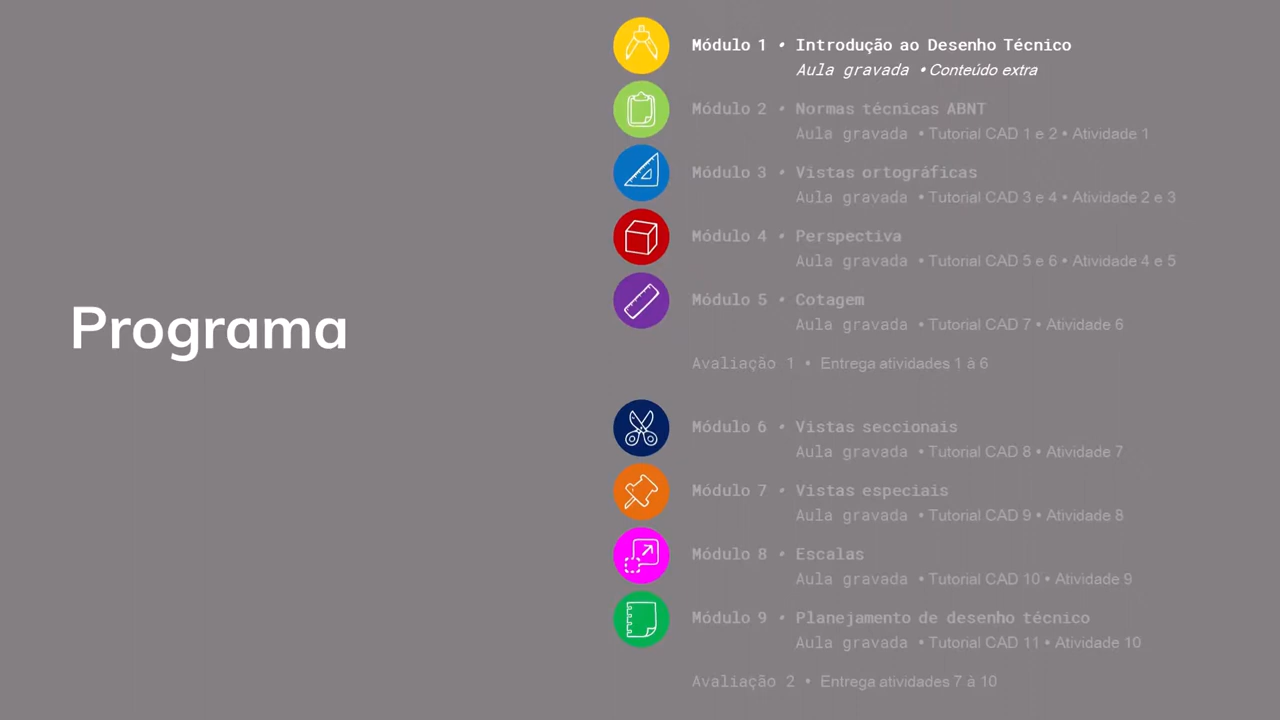 Programa
Módulo 1 • Introdução ao Desenho Técnico
Aula gravada • Conteúdo extra
Módulo 2 • Normas técnicas ABNT
Aula gravada • Tutorial CAD 1 e 2 • Atividade 1
Módulo 3 • Vistas ortográficas
Aula gravada • Tutorial CAD 3 e 4 • Atividade 2 e 3
Módulo 4 • Perspectiva
Aula gravada • Tutorial CAD 5 e 6 • Atividade 4 e 5
Módulo 5 • Cotagem
Aula gravada • Tutorial CAD 7 • Atividade 6
Avaliação 1 • Entrega atividades 1 à 6
Módulo 6 • Vistas seccionais
Aula gravada • Tutorial CAD 8 • Atividade 7
Módulo 7 • Vistas especiais
Aula gravada • Tutorial CAD 9 • Atividade 8
Módulo 8 • Escalas
Aula gravada • Tutorial CAD 10 • Atividade 9
Módulo 9 • Planejamento de desenho técnico
Aula gravada • Tutorial CAD 11 • Atividade 10
Avaliação 2 • Entrega atividades 7 à 10